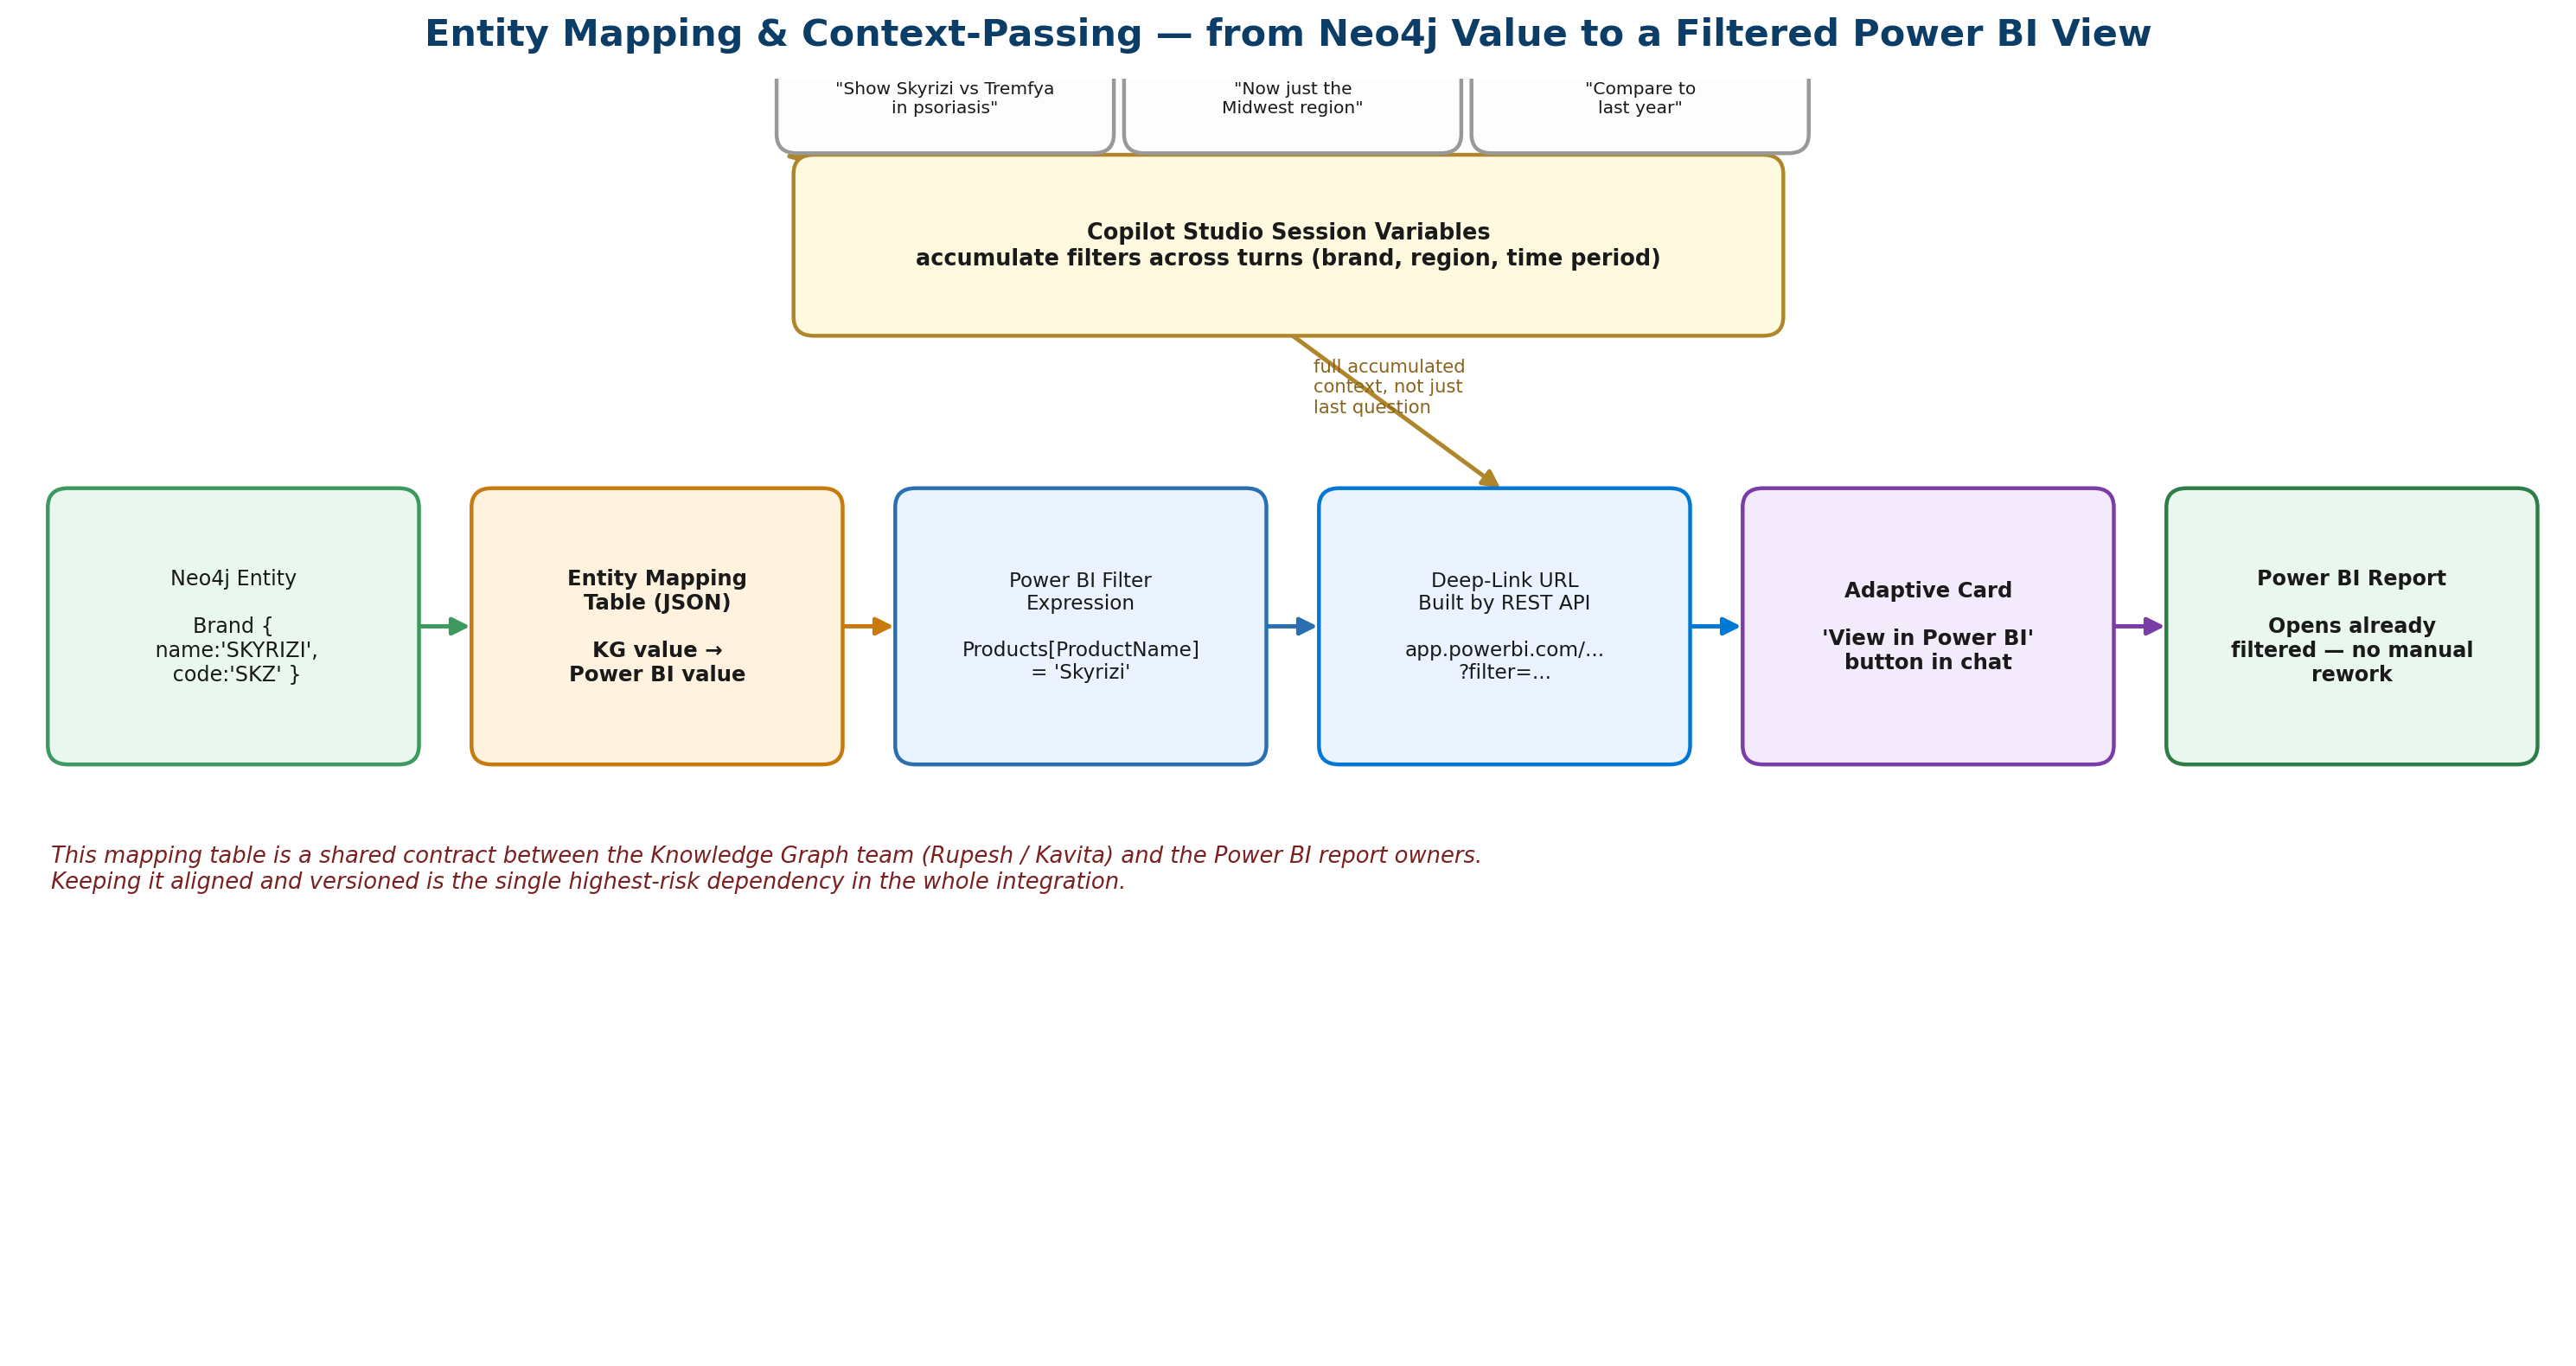 Entity Mapping & Context-Passing — from Neo4j Value to a Filtered Power BI View
"Show Skyrizi vs Tremfya
in psoriasis"
"Now just the
Midwest region"
"Compare to
last year"
Copilot Studio Session Variables
accumulate filters across turns (brand, region, time period)
full accumulated
context, not just
last question
Neo4j Entity
Brand {
name:'SKYRIZI',
code:'SKZ' }
Entity Mapping
Table (JSON)
KG value →
Power BI value
Power BI Filter
Expression
Products[ProductName]
= 'Skyrizi'
Deep-Link URL
Built by REST API
app.powerbi.com/...
?filter=...
Adaptive Card
'View in Power BI'
button in chat
Power BI Report
Opens already
filtered — no manual
rework
This mapping table is a shared contract between the Knowledge Graph team (Rupesh / Kavita) and the Power BI report owners.
Keeping it aligned and versioned is the single highest-risk dependency in the whole integration.